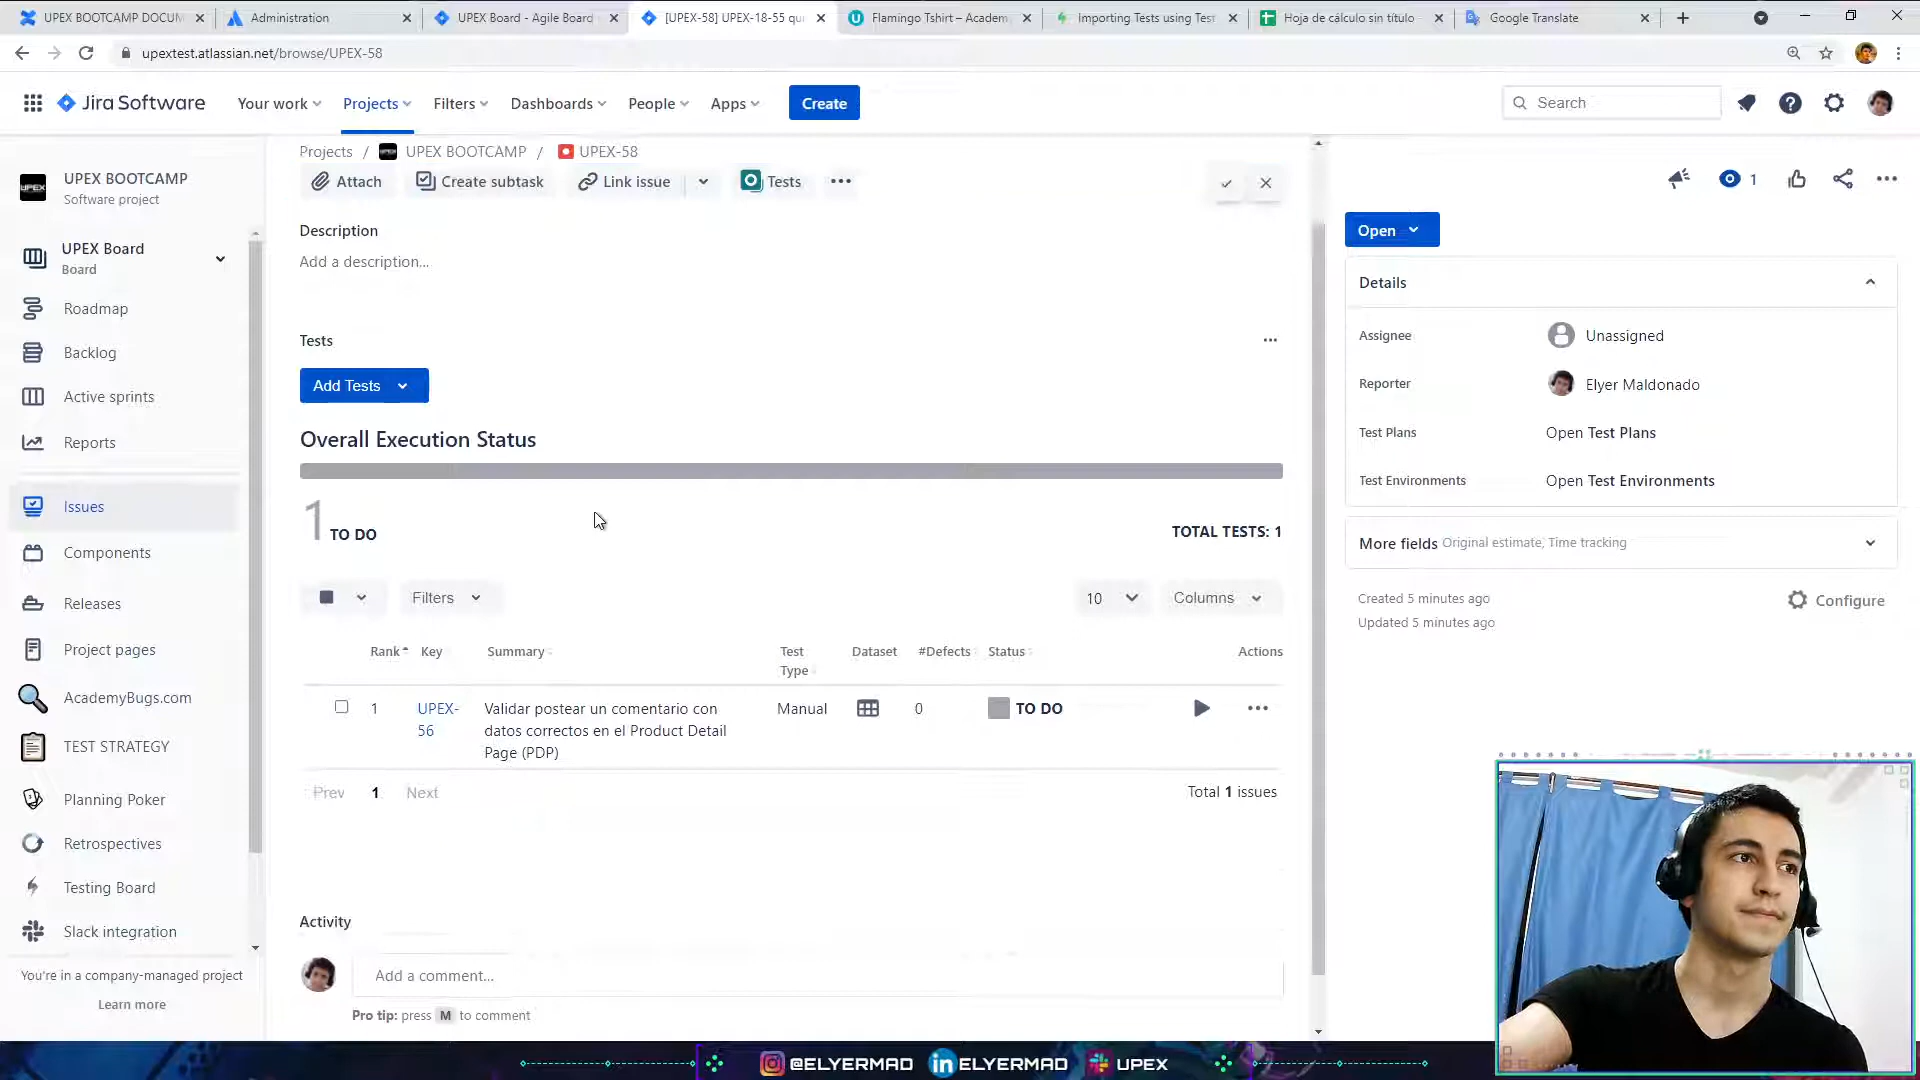 UPEX BOOTCAMP DOCUM
Administration
UPEX Board - Agile Board
[UPEX-58] UPEX-18-55 qu
Flamingo Tshirt – Academ
Importing Tests using Test
Hoja de cálculo sin título
Google Translate
upextest.atlassian.net/browse/UPEX-58
Jira Software
Your work
Projects
Filters
Dashboards
People
Apps
Create
Search
UPEX BOOTCAMP
Software project
UPEX Board
Board
Roadmap
Backlog
Active sprints
Reports
Issues
Components
Releases
Project pages
AcademyBugs.com
TEST STRATEGY
Planning Poker
Retrospectives
Testing Board
Slack integration
You're in a company-managed project
Learn more
Projects / UPEX BOOTCAMP / UPEX-58
Attach
Create subtask
Link issue
Tests
Description
Add a description...
Tests
Add Tests
Overall Execution Status
1 TO DO
TOTAL TESTS: 1
Filters
10
Columns
Rank Key Summary Test Type Dataset #Defects Status Actions
1 UPEX-56 Validar postear un comentario con datos correctos en el Product Detail Page (PDP) Manual 0 TO DO
Prev 1 Next
Total 1 issues
Activity
Add a comment...
Pro tip: press M to comment
1
Open
Details
Assignee Unassigned
Reporter Elyer Maldonado
Test Plans Open Test Plans
Test Environments Open Test Environments
More fields Original estimate, Time tracking
Created 5 minutes ago
Updated 5 minutes ago
Configure
@ELYERMAD
ELYERMAD
UPEX